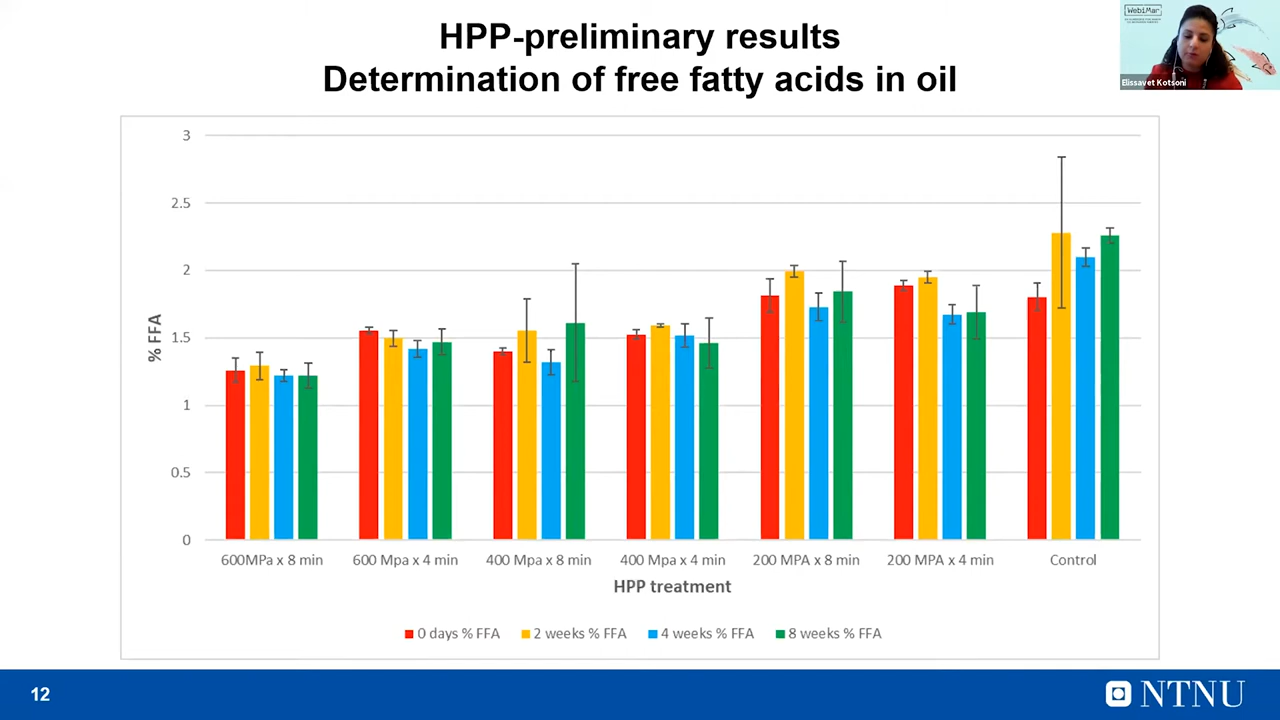 HPP-preliminary results
Determination of free fatty acids in oil
WebiMar
Elissavet Kotsoni
3
2.5
2
1.5
1
0.5
0
% FFA
600MPa x 8 min
600 Mpa x 4 min
400 Mpa x 8 min
400 Mpa x 4 min
200 MPA x 8 min
200 MPA x 4 min
Control
HPP treatment
0 days % FFA
2 weeks % FFA
4 weeks % FFA
8 weeks % FFA
12
NTNU